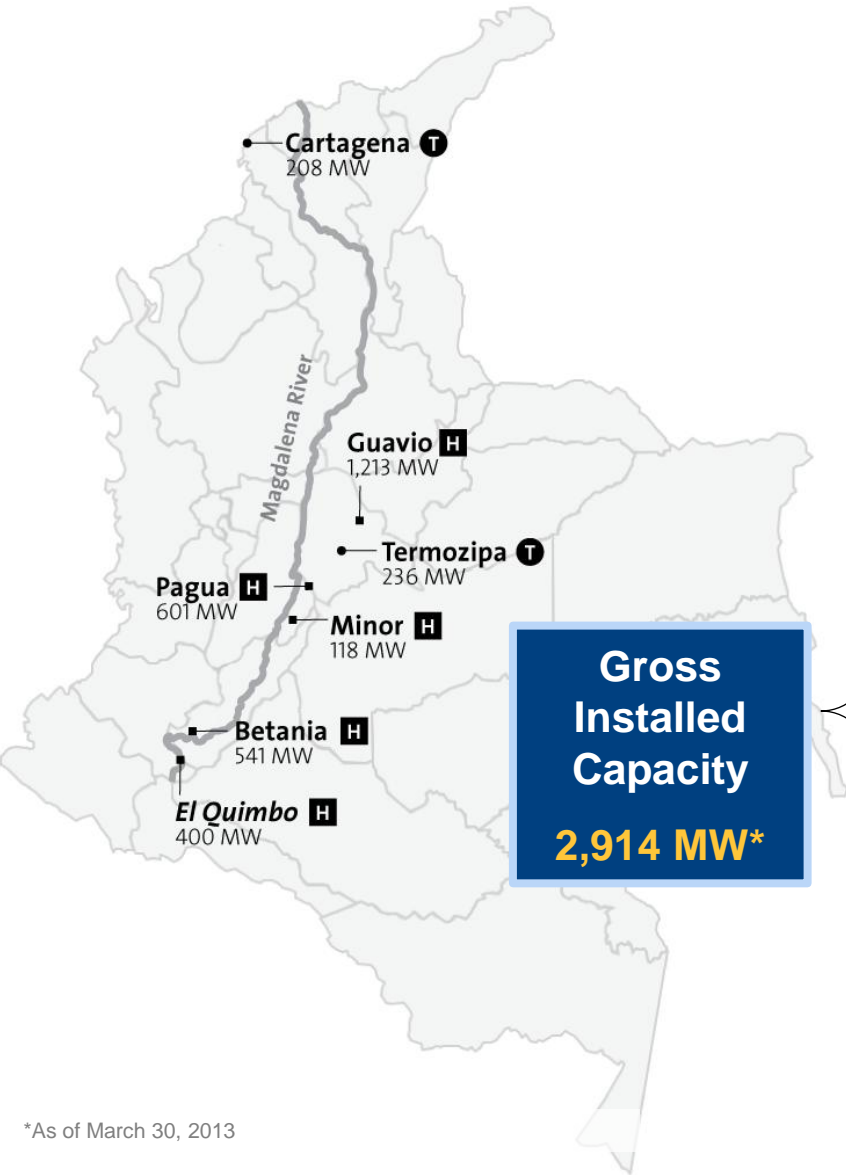 Cartagena T
208 MW
Magdalena River
Guavio H
1,213 MW
Termozipa T
236 MW
Pagua H
601 MW
Minor H
118 MW
Gross
Installed
Capacity
2,914 MW*
Betania H
541 MW
El Quimbo H
400 MW
*As of March 30, 2013